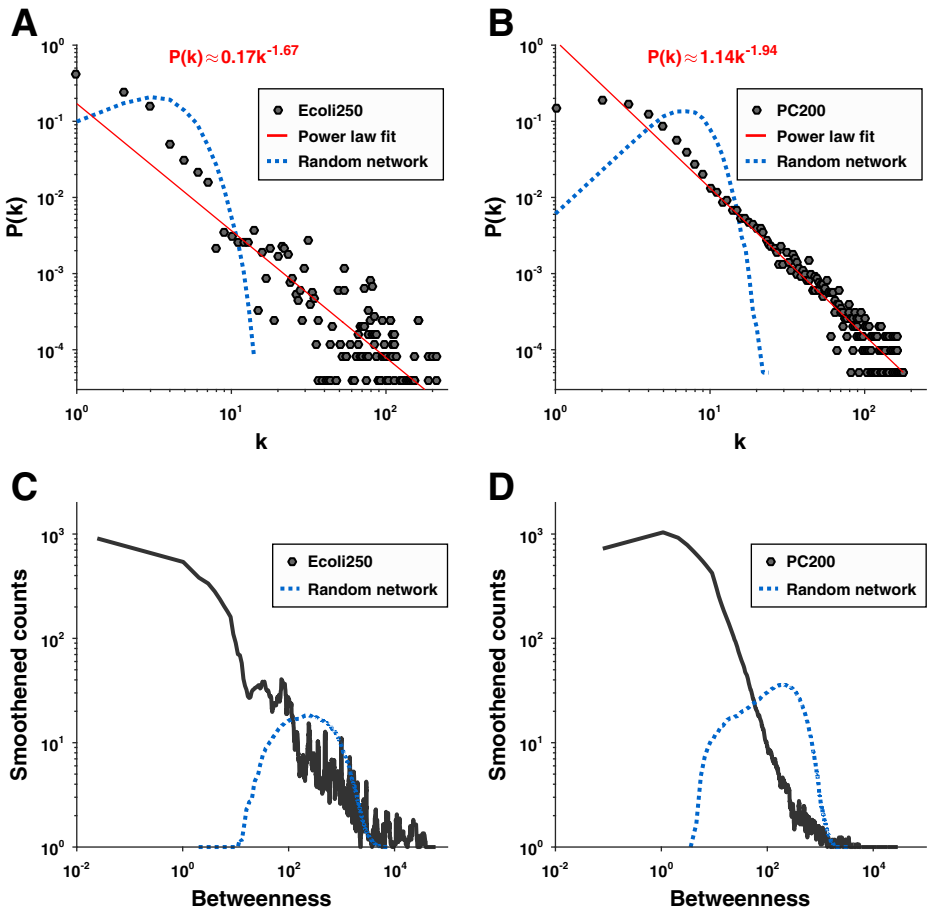 A
P(k)≈0.17k^-1.67
10^0
10^-1
10^-2
10^-3
10^-4
P(k)
Ecoli250
Power law fit
Random network
10^0
10^1
10^2
k
B
P(k)≈1.14k^-1.94
10^0
10^-1
10^-2
10^-3
10^-4
P(k)
PC200
Power law fit
Random network
10^0
10^1
10^2
k
C
10^3
10^2
10^1
10^0
Smoothened counts
Ecoli250
Random network
10^-2
10^0
10^2
10^4
Betweenness
D
10^3
10^2
10^1
10^0
Smoothened counts
PC200
Random network
10^-2
10^0
10^2
10^4
Betweenness